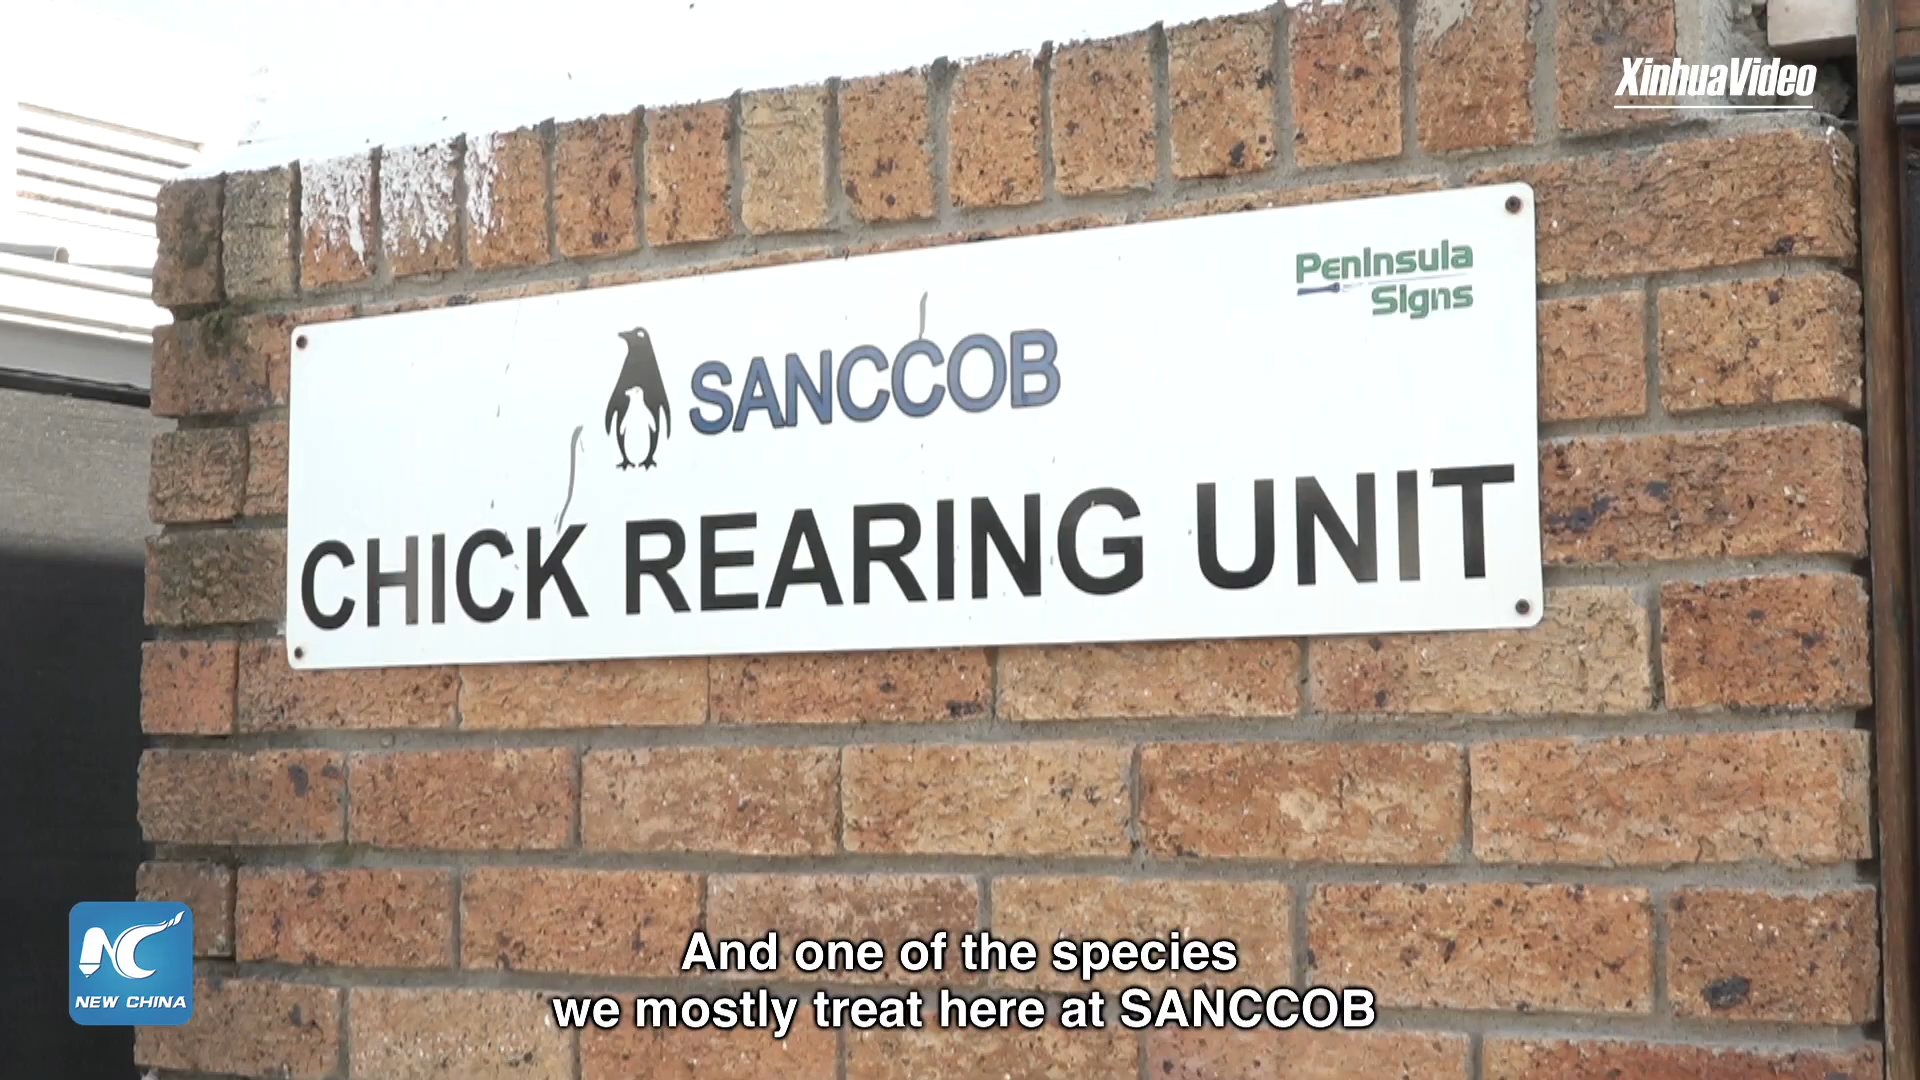 XinhuaVideo
Peninsula
Signs
SANCCOB
CHICK REARING UNIT
And one of the species
we mostly treat here at SANCCOB
NEW CHINA